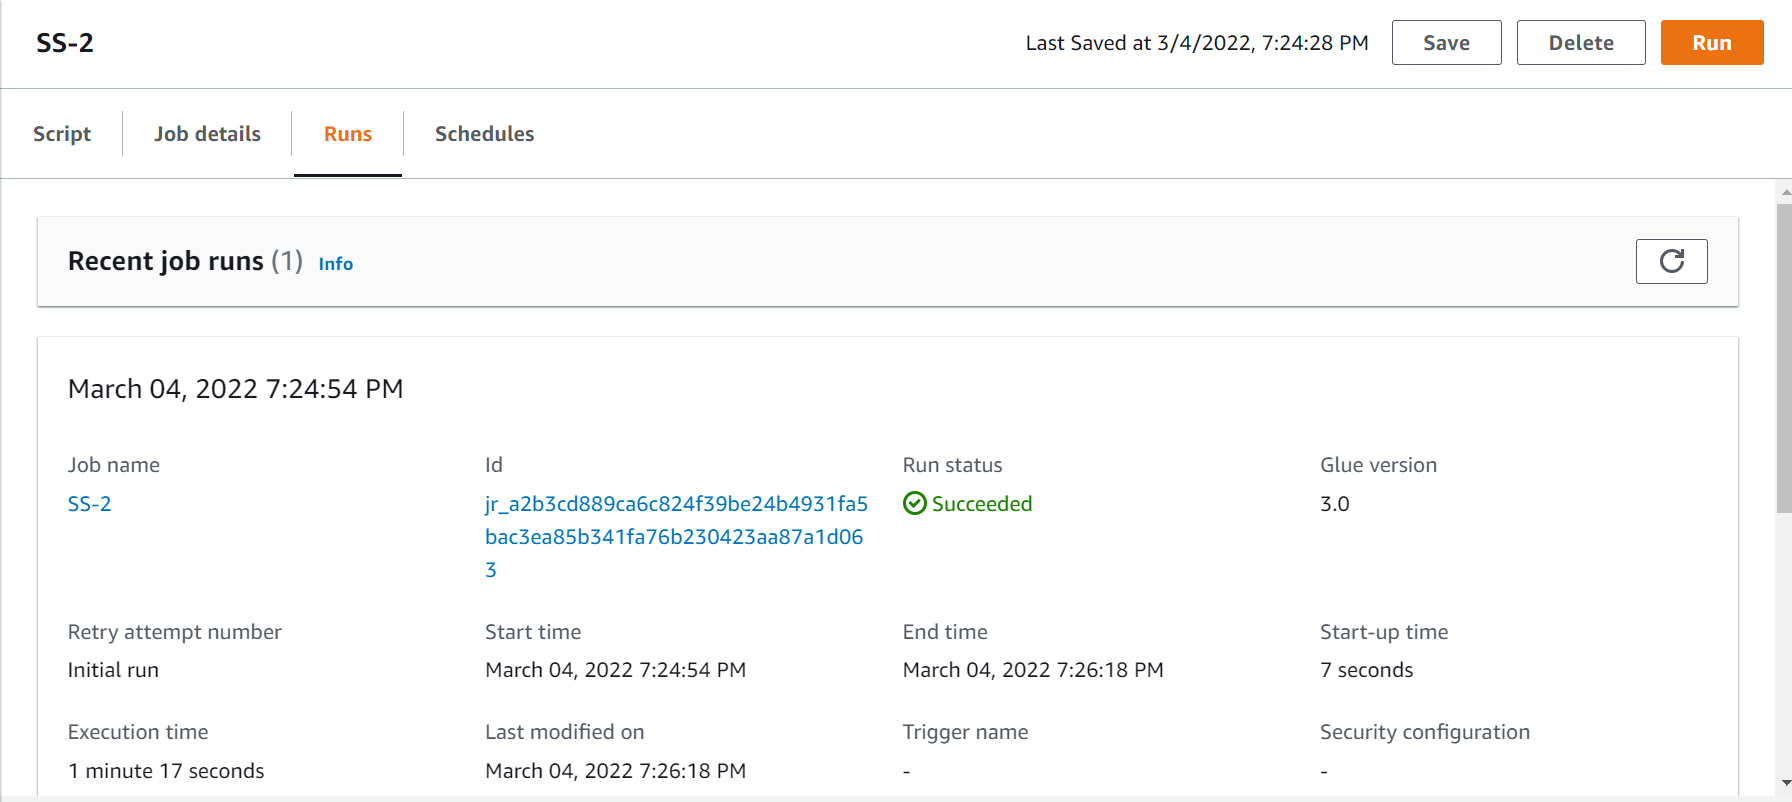 SS-2
Last Saved at 3/4/2022, 7:24:28 PM
Save
Delete
Run
Script
Job details
Runs
Schedules
Recent job runs (1) Info
March 04, 2022 7:24:54 PM
Job name
Id
Run status
Glue version
SS-2
jr_a2b3cd889ca6c824f39be24b4931fa5
bac3ea85b341fa76b230423aa87a1d06
3
Succeeded
3.0
Retry attempt number
Start time
End time
Start-up time
Initial run
March 04, 2022 7:24:54 PM
March 04, 2022 7:26:18 PM
7 seconds
Execution time
Last modified on
Trigger name
Security configuration
1 minute 17 seconds
March 04, 2022 7:26:18 PM
-
-